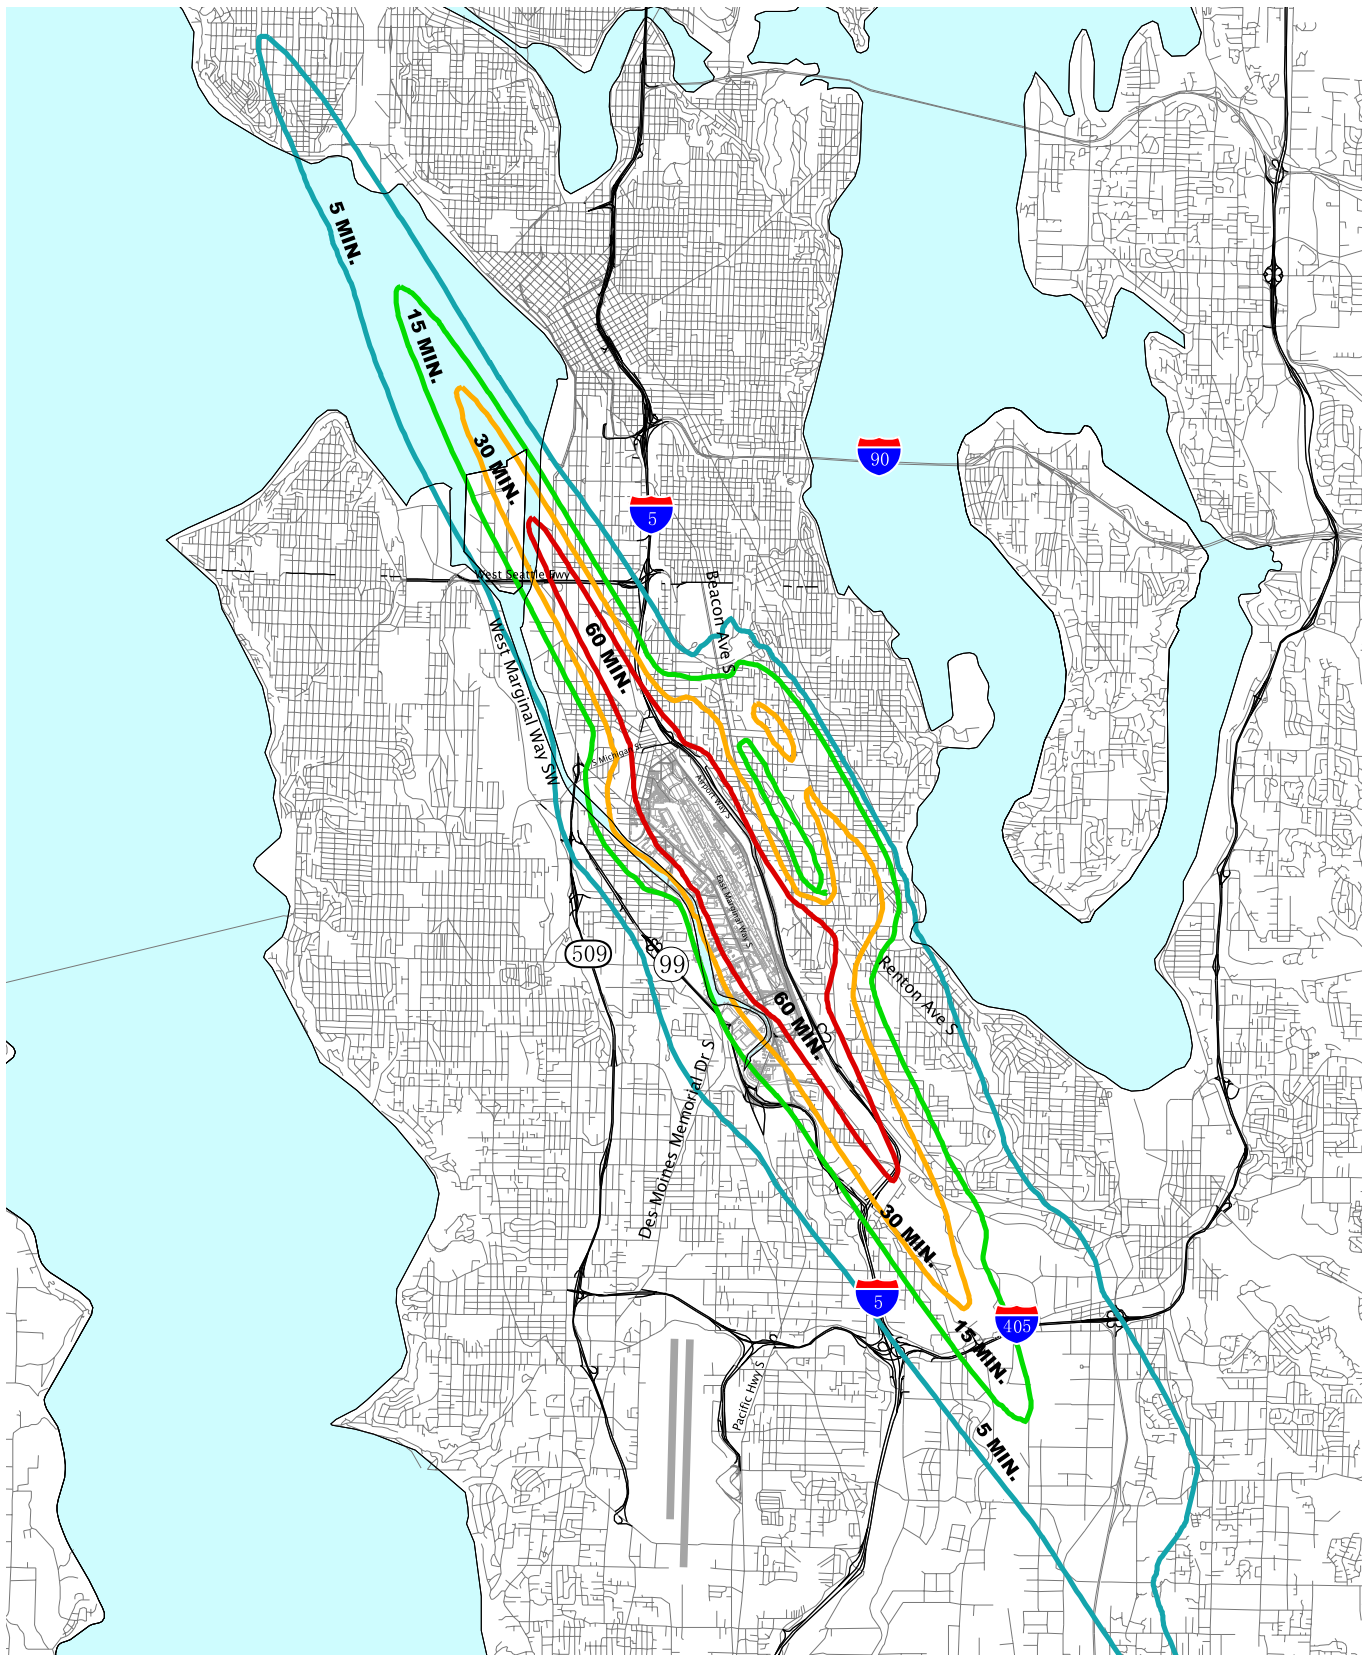 5 MIN.
15 MIN.
30 MIN.
90
5
West Seattle Fwy
Beacon Ave S
60 MIN.
West Marginal Way SW
S Michigan St
Airport Way S
East Marginal Way S
509
99
Renton Ave S
60 MIN.
Des Moines Memorial Dr S
30 MIN.
5
405
15 MIN.
Pacific Hwy S
5 MIN.